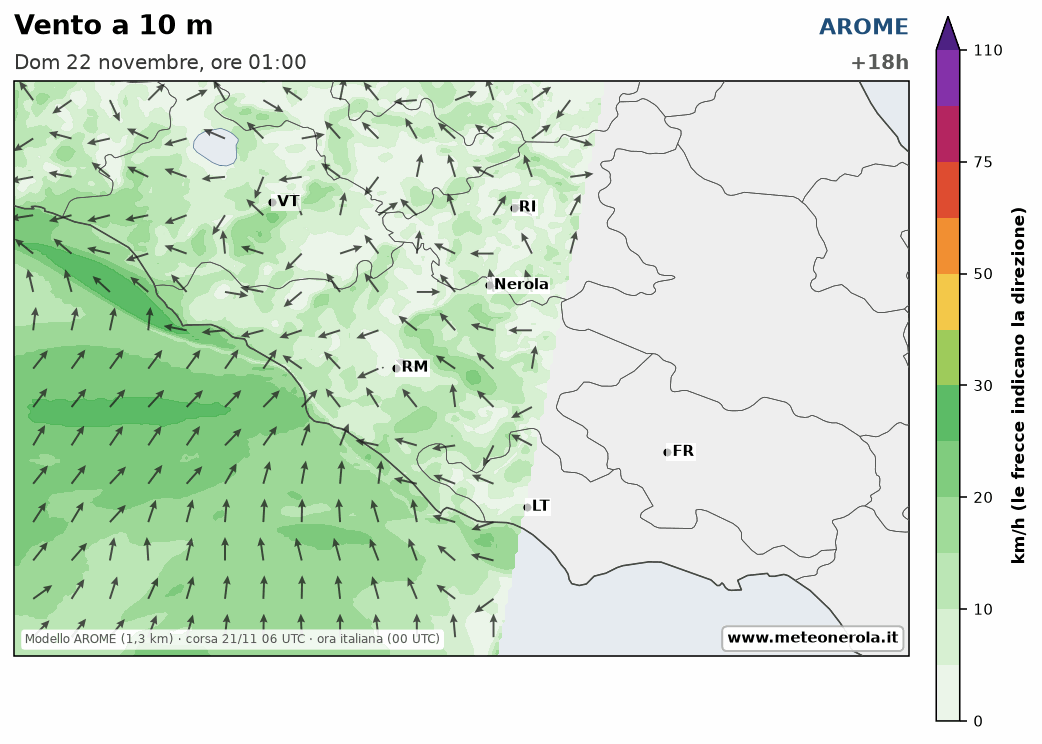 Vento a 10 m
AROME
Dom 22 novembre, ore 01:00
+18h
VT
RI
Nerola
RM
FR
LT
Modello AROME (1,3 km) · corsa 21/11 06 UTC · ora italiana (00 UTC)
www.meteonerola.it
110
75
50
30
20
10
0
km/h (le frecce indicano la direzione)